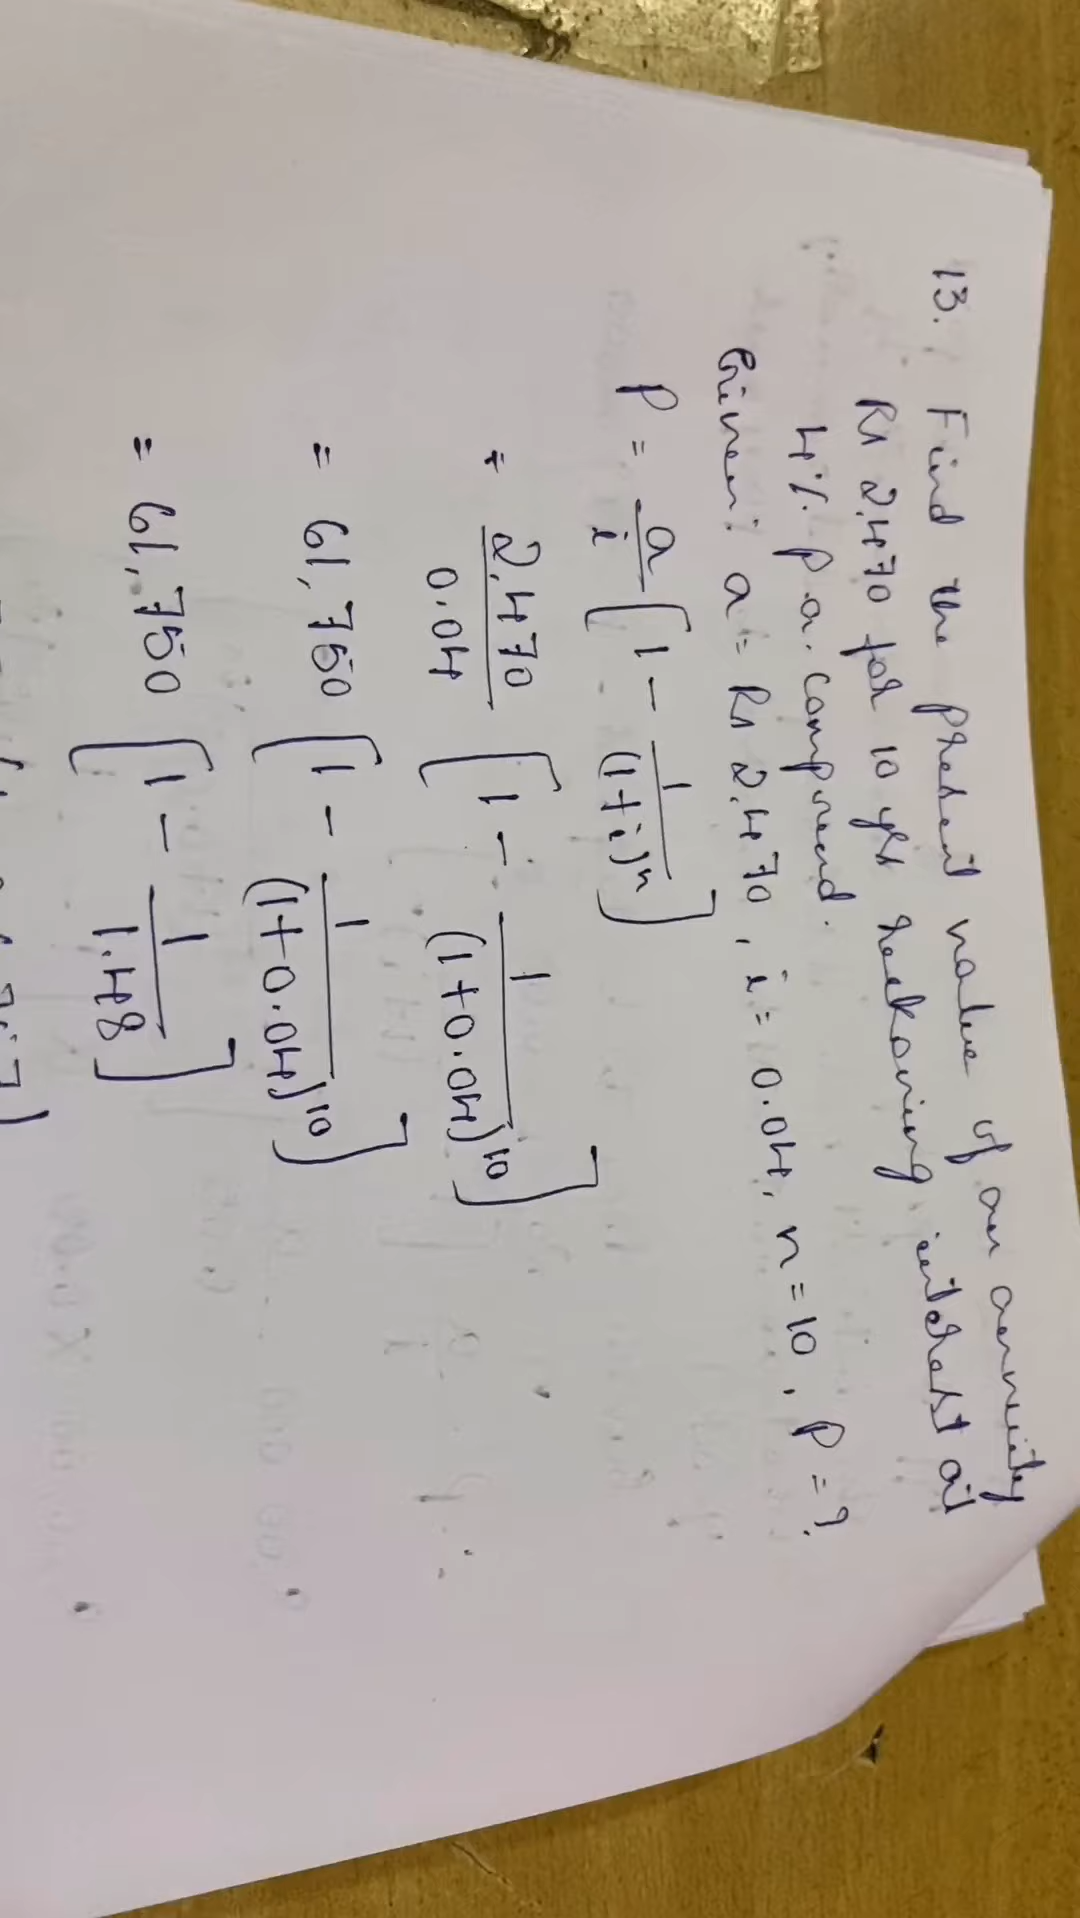 13. Find the present value of an annuity
Rs 2,470 for 10 yrs reckoning interest at
4% p.a. compound.
Given: a = Rs 2,470, i = 0.04, n = 10, P = ?
P = a/i [1 - 1/(1+i)^n]
= 2,470/0.04 [1 - 1/(1+0.04)^10]
= 61,750 [1 - 1/(1+0.04)^10]
= 61,750 [1 - 1/1.48]